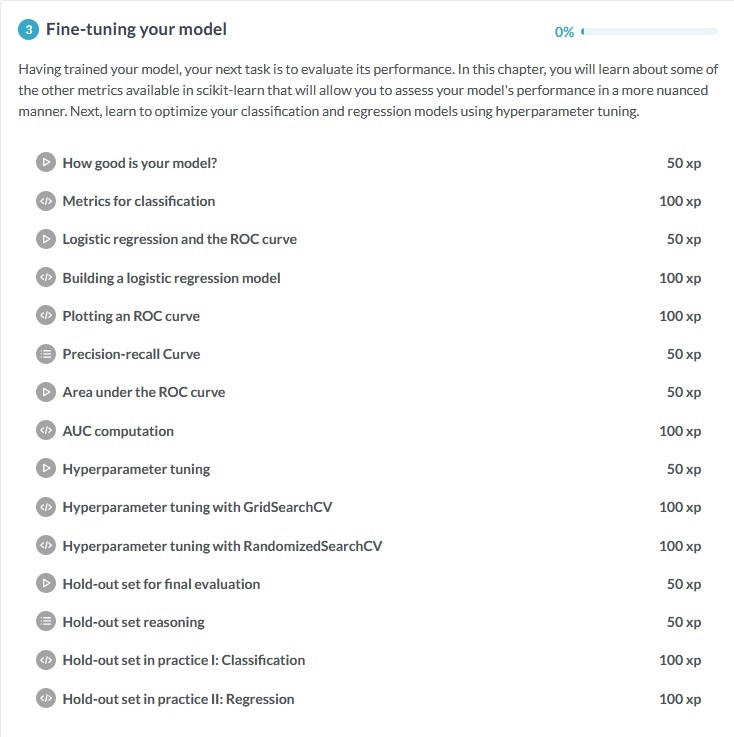 3 Fine-tuning your model 0%
Having trained your model, your next task is to evaluate its performance. In this chapter, you will learn about some of
the other metrics available in scikit-learn that will allow you to assess your model's performance in a more nuanced
manner. Next, learn to optimize your classification and regression models using hyperparameter tuning.
How good is your model? 50 xp
</> Metrics for classification 100 xp
Logistic regression and the ROC curve 50 xp
</> Building a logistic regression model 100 xp
</> Plotting an ROC curve 100 xp
Precision-recall Curve 50 xp
Area under the ROC curve 50 xp
</> AUC computation 100 xp
Hyperparameter tuning 50 xp
</> Hyperparameter tuning with GridSearchCV 100 xp
</> Hyperparameter tuning with RandomizedSearchCV 100 xp
Hold-out set for final evaluation 50 xp
Hold-out set reasoning 50 xp
</> Hold-out set in practice I: Classification 100 xp
</> Hold-out set in practice II: Regression 100 xp